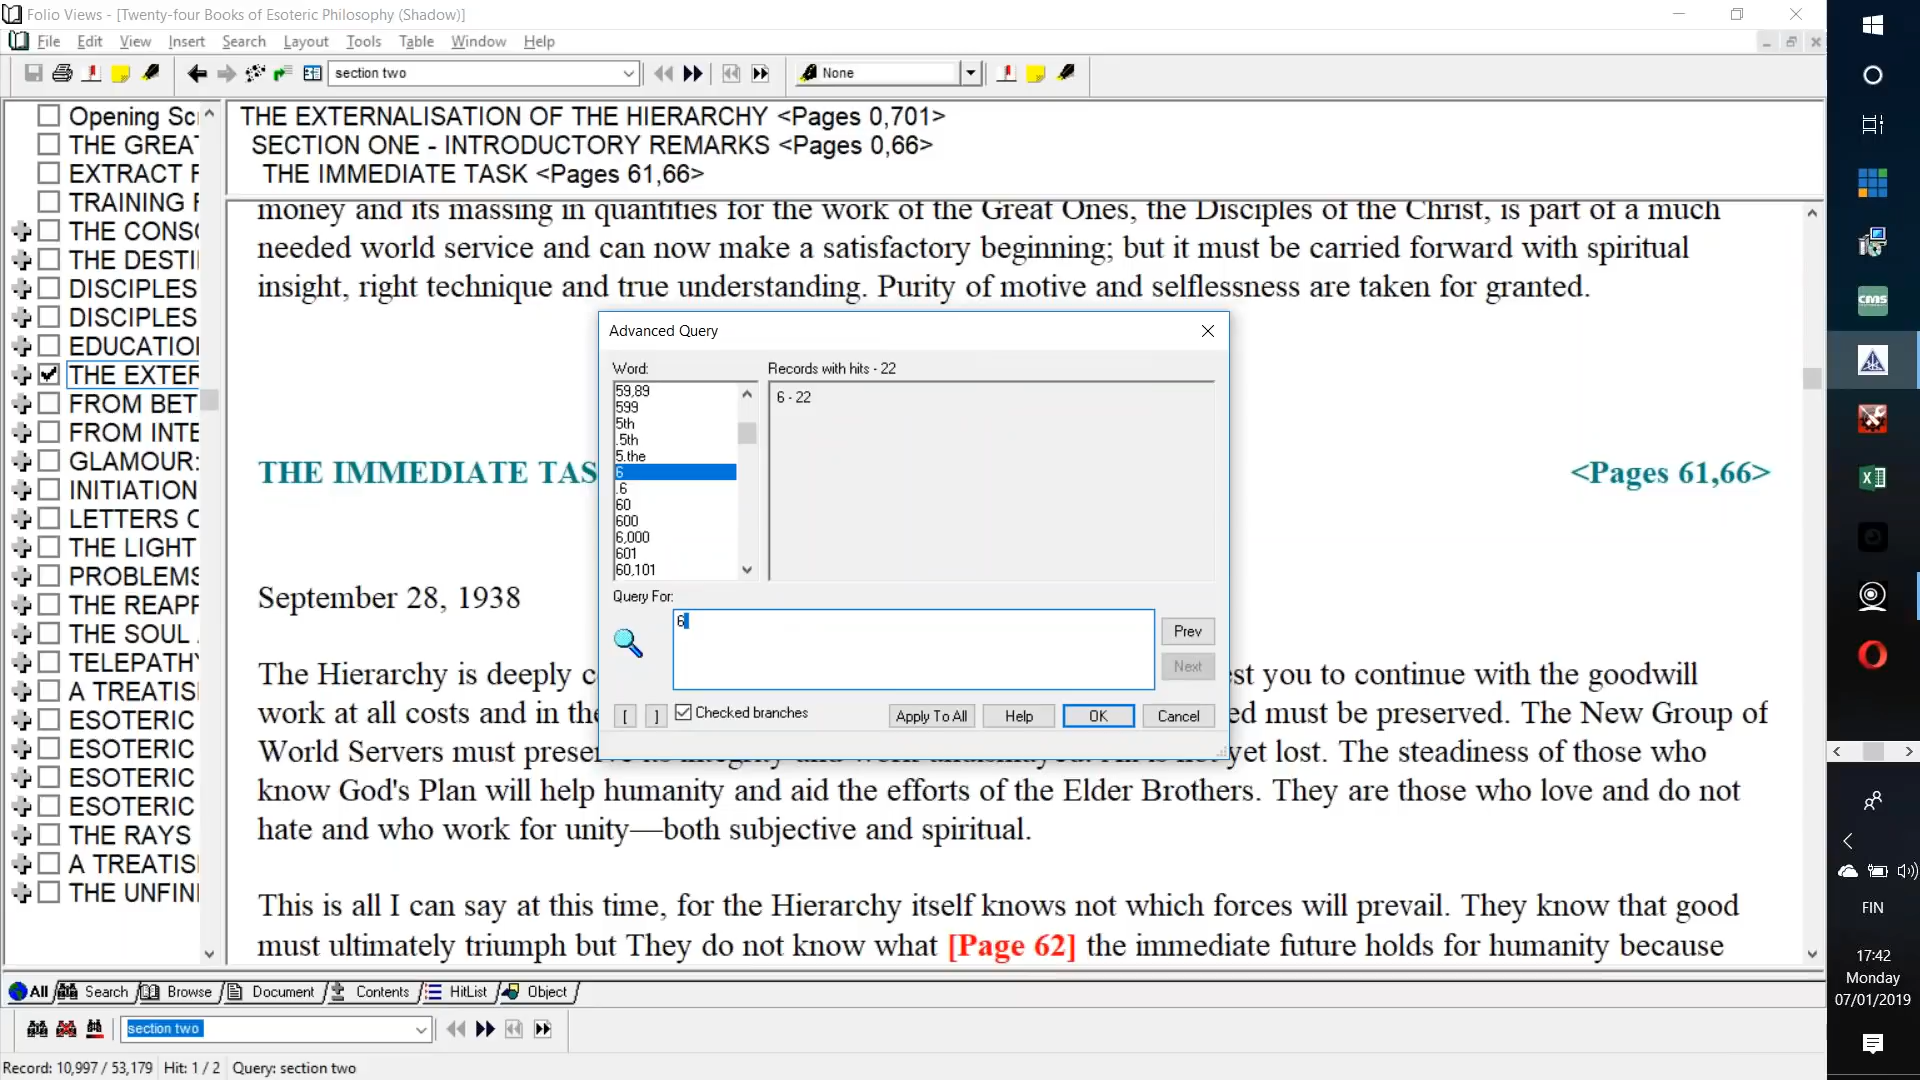 Folio Views - [Twenty-four Books of Esoteric Philosophy (Shadow)]
File Edit View Insert Search Layout Tools Table Window Help
section two
None
Opening Scr
THE GREAT
EXTRACT F
TRAINING F
THE CONSC
THE DESTI
DISCIPLES
DISCIPLES
EDUCATIO
THE EXTER
FROM BET
FROM INTE
GLAMOUR:
INITIATION
LETTERS O
THE LIGHT
PROBLEMS
THE REAPP
THE SOUL
TELEPATHY
A TREATIS
ESOTERIC
ESOTERIC
ESOTERIC
ESOTERIC
THE RAYS
A TREATIS
THE UNFIN
THE EXTERNALISATION OF THE HIERARCHY <Pages 0,701>
SECTION ONE - INTRODUCTORY REMARKS <Pages 0,66>
THE IMMEDIATE TASK <Pages 61,66>
money and its massing in quantities for the work of the Great Ones, the Disciples of the Christ, is part of a much
needed world service and can now make a satisfactory beginning; but it must be carried forward with spiritual
insight, right technique and true understanding. Purity of motive and selflessness are taken for granted.
THE IMMEDIATE TAS <Pages 61,66>
September 28, 1938
The Hierarchy is deeply c st you to continue with the goodwill
work at all costs and in the ed must be preserved. The New Group of
World Servers must preserve its integrity and work undismayed. All is not yet lost. The steadiness of those who
know God's Plan will help humanity and aid the efforts of the Elder Brothers. They are those who love and do not
hate and who work for unity—both subjective and spiritual.
This is all I can say at this time, for the Hierarchy itself knows not which forces will prevail. They know that good
must ultimately triumph but They do not know what [Page 62] the immediate future holds for humanity because
Advanced Query
Word:
Records with hits - 22
59,89
599
5th
.5th
5.the
6
.6
60
600
6,000
601
60,101
6 - 22
Query For:
6
Prev
Next
[ ] Checked branches Apply To All Help OK Cancel
All Search Browse Document Contents HitList Object
section two
Record: 10,997 / 53,179 Hit: 1 / 2 Query: section two
cms
FIN
17:42
Monday
07/01/2019